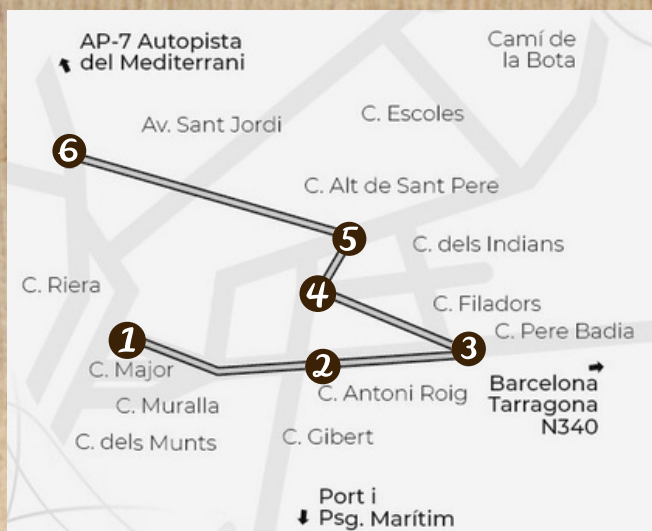 AP-7 Autopista
del Mediterrani
Camí de
la Bota
Av. Sant Jordi
C. Escoles
6
C. Alt de Sant Pere
5
C. dels Indians
C. Riera
4
C. Filadors
C. Pere Badia
1
2
3
C. Major
C. Antoni Roig
Barcelona
Tarragona
N340
C. Muralla
C. dels Munts
C. Gibert
Port i
Psg. Marítim